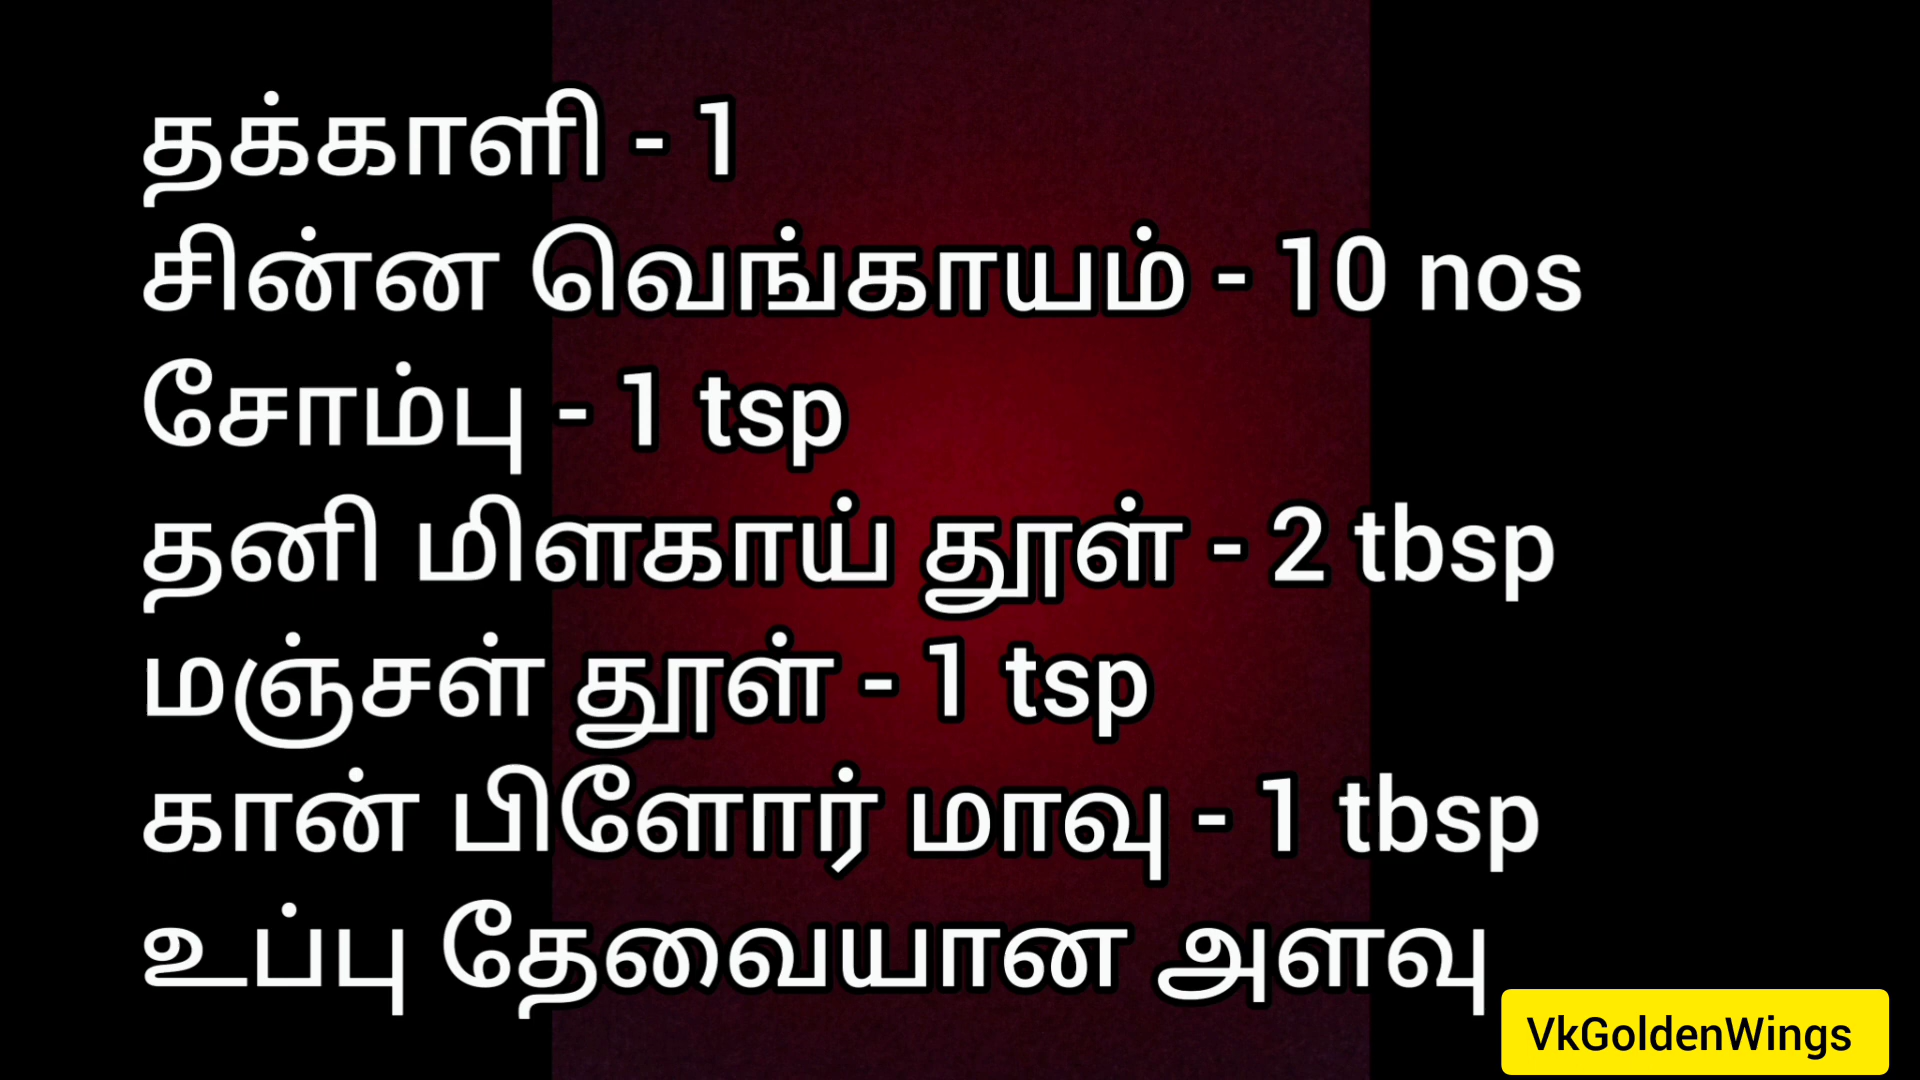 தக்காளி - 1
சின்ன வெங்காயம் - 10 nos
சோம்பு - 1 tsp
தனி மிளகாய் தூள் - 2 tbsp
மஞ்சள் தூள் - 1 tsp
கான் பிளோர் மாவு - 1 tbsp
உப்பு தேவையான அளவு
VkGoldenWings